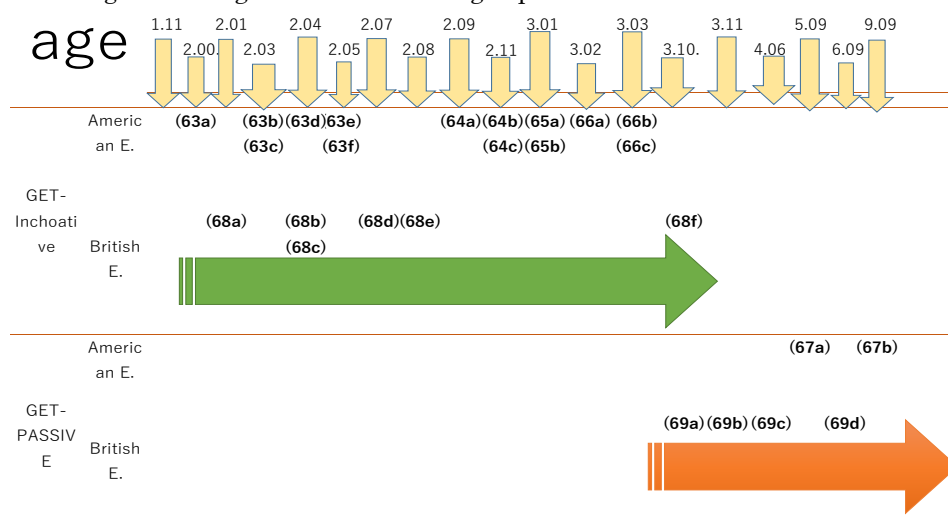 age
1.11 2.01 2.04 2.07 2.09 3.01 3.03 3.11 5.09 9.09
2.00. 2.03 2.05 2.08 2.11 3.02 3.10. 4.06 6.09
Americ (63a) (63b) (63d) (63e) (64a) (64b) (65a) (66a) (66b)
an E. (63c) (63f) (64c) (65b) (66c)
GET-
Inchoati (68a) (68b) (68d) (68e) (68f)
ve British (68c)
E.
Americ (67a) (67b)
an E.
GET-
PASSIV (69a) (69b) (69c) (69d)
E British
E.